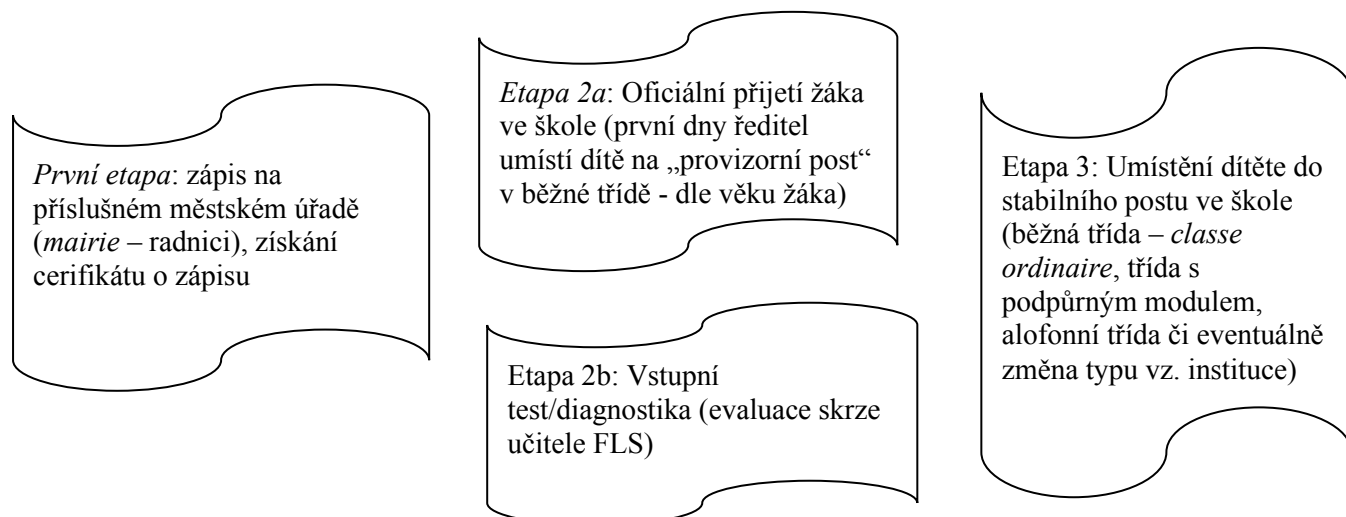 První etapa: zápis na
příslušném městském úřadě
(mairie – radnici), získání
cerifikátu o zápisu
Etapa 2a: Oficiální přijetí žáka
ve škole (první dny ředitel
umístí dítě na „provizorní post“
v běžné třídě - dle věku žáka)
Etapa 2b: Vstupní
test/diagnostika (evaluace skrze
učitele FLS)
Etapa 3: Umístění dítěte do
stabilního postu ve škole
(běžná třída – classe
ordinaire, třída s
podpůrným modulem,
alofonní třída či eventuálně
změna typu vz. instituce)